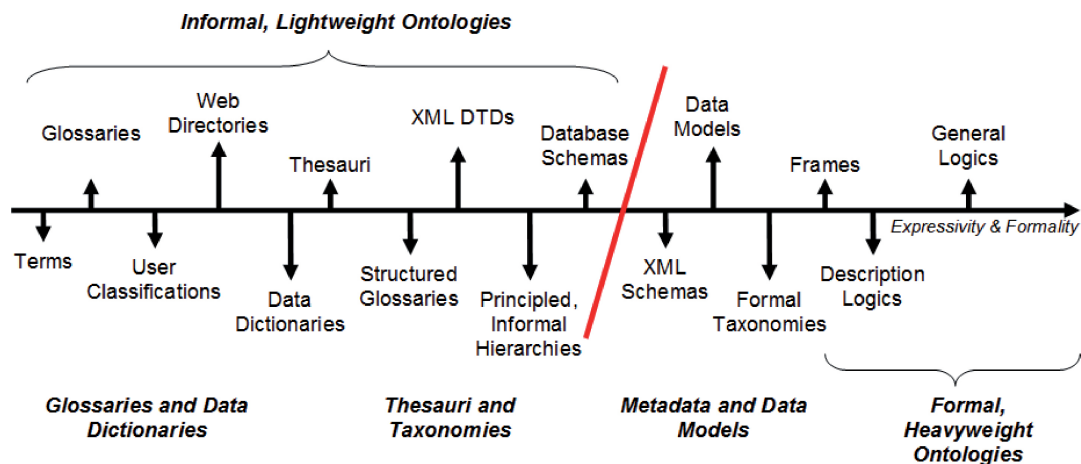 Informal, Lightweight Ontologies
Glossaries
Web
Directories
Thesauri
XML DTDs
Database
Schemas
Data
Models
Frames
General
Logics
Expressivity & Formality
Terms
User
Classifications
Data
Dictionaries
Structured
Glossaries
Principled,
Informal
Hierarchies
XML
Schemas
Formal
Taxonomies
Description
Logics
Glossaries and Data
Dictionaries
Thesauri and
Taxonomies
Metadata and Data
Models
Formal,
Heavyweight
Ontologies